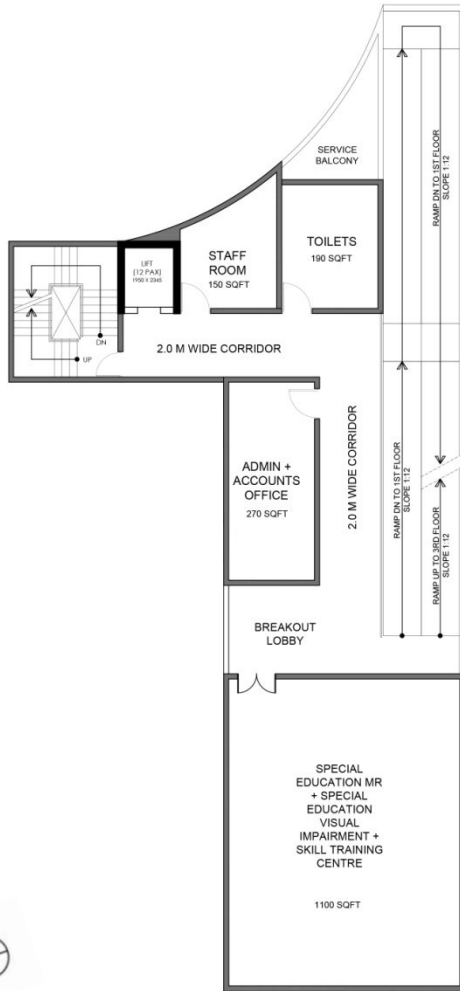 SERVICE
BALCONY
RAMP DN TO 1ST FLOOR
SLOPE 1:12
LIFT
(12 PAX)
1950 X 2345
STAFF
ROOM
150 SQFT
TOILETS
190 SQFT
DN
UP
2.0 M WIDE CORRIDOR
ADMIN +
ACCOUNTS
OFFICE
270 SQFT
2.0 M WIDE CORRIDOR
RAMP DN TO 1ST FLOOR
SLOPE 1:12
RAMP UP TO 3RD FLOOR
SLOPE 1:12
BREAKOUT
LOBBY
SPECIAL
EDUCATION MR
+ SPECIAL
EDUCATION
VISUAL
IMPAIRMENT +
SKILL TRAINING
CENTRE
1100 SQFT